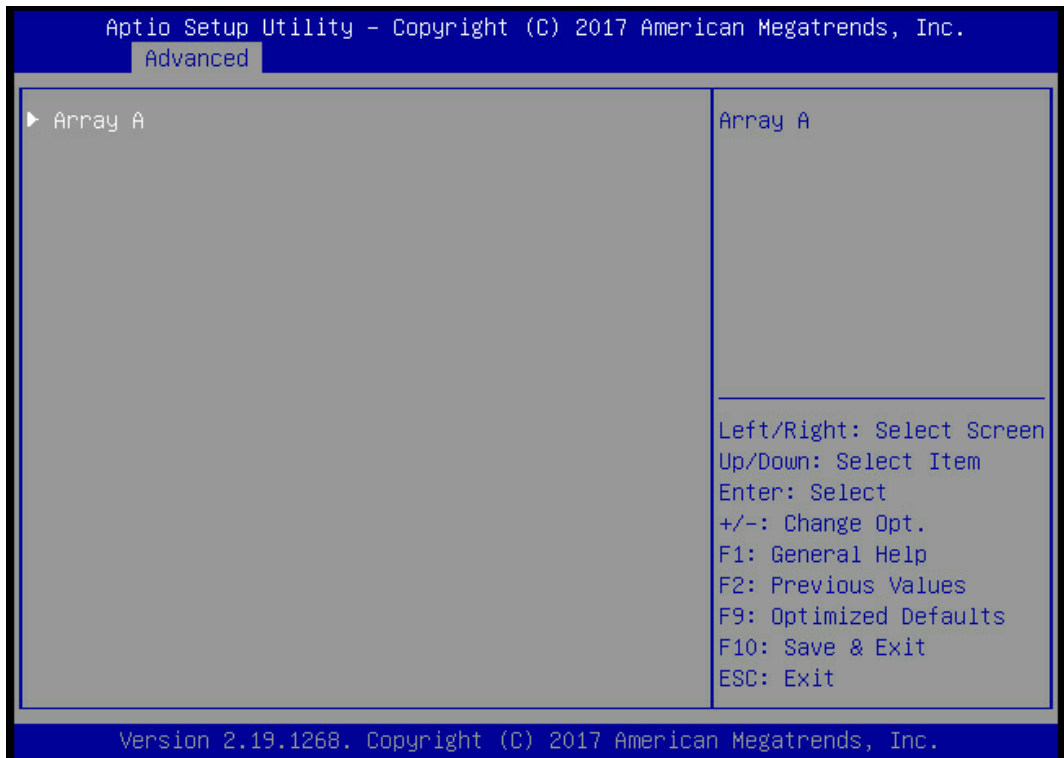 Aptio Setup Utility – Copyright (C) 2017 American Megatrends, Inc.
Advanced
▶ Array A
Array A
Left/Right: Select Screen
Up/Down: Select Item
Enter: Select
+/-: Change Opt.
F1: General Help
F2: Previous Values
F9: Optimized Defaults
F10: Save & Exit
ESC: Exit
Version 2.19.1268. Copyright (C) 2017 American Megatrends, Inc.